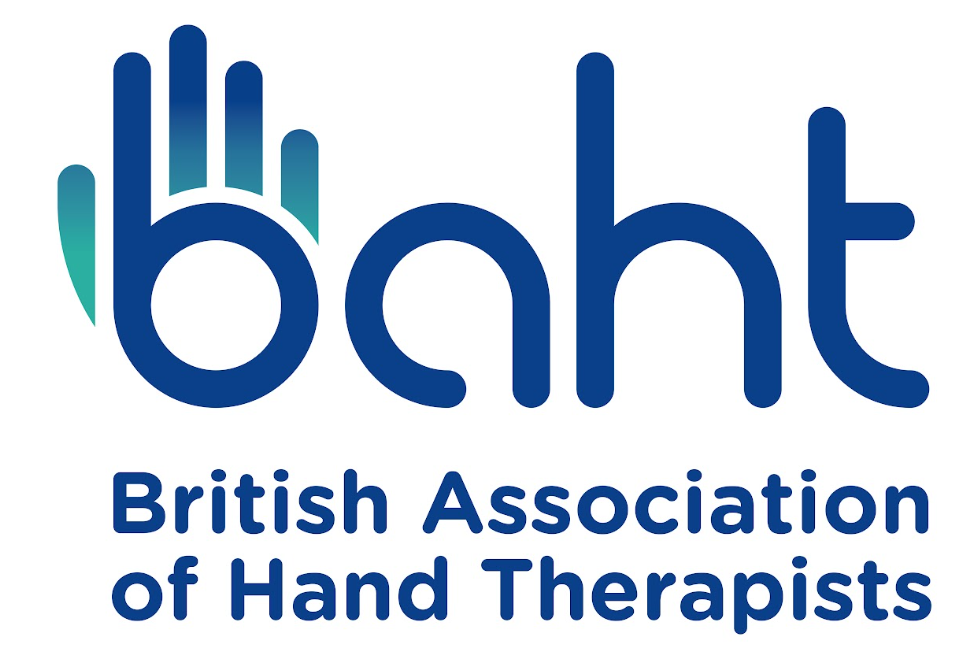 baht
British Association
of Hand Therapists